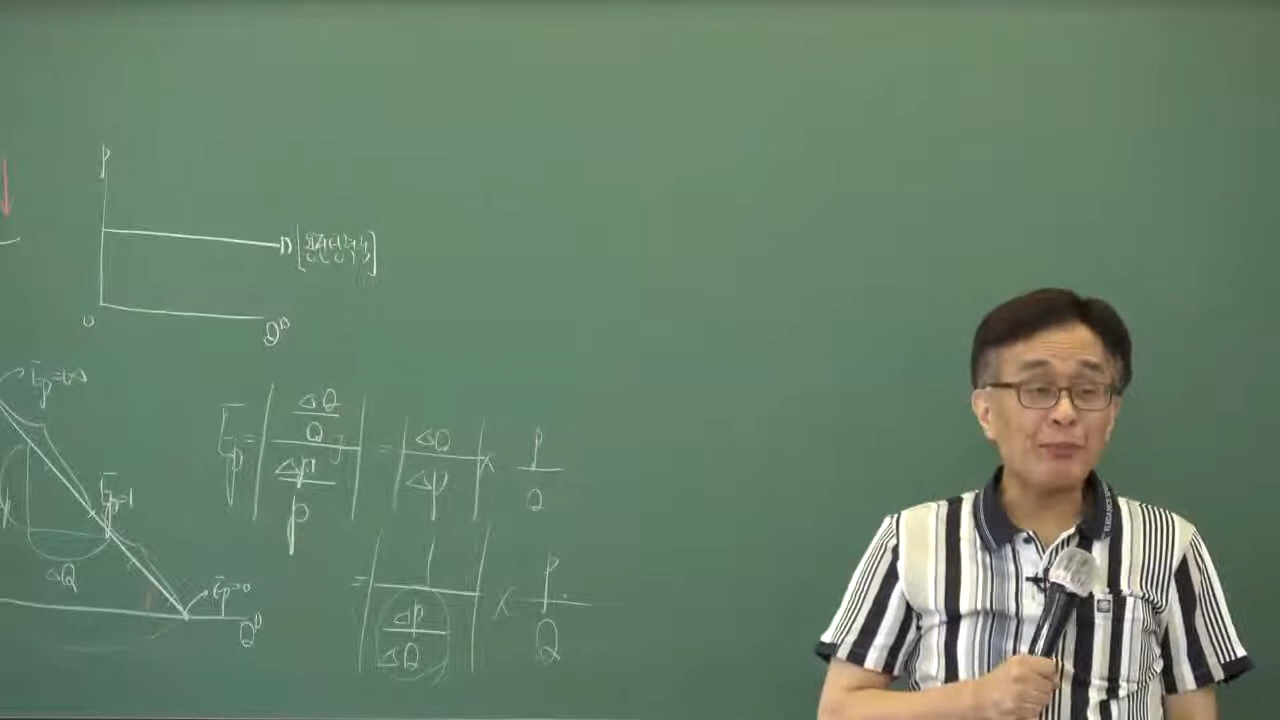 P
D
0
Q^D
E_p=∞
E_p=1
ΔQ
E_p=0
Q^D
E_p = | (ΔQ/Q) / (ΔP/P) | = | ΔQ/ΔP | × P/Q
= | 1 / (ΔP/ΔQ) | × P/Q